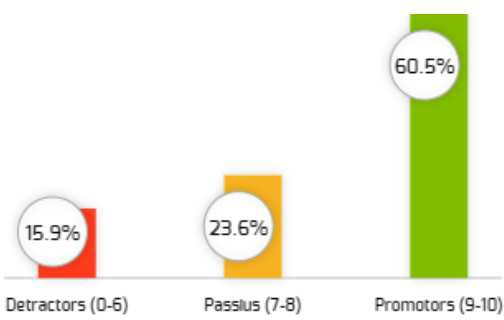 60.5%
23.6%
15.9%
Detractors (0-6) Passius (7-8) Promotors (9-10)